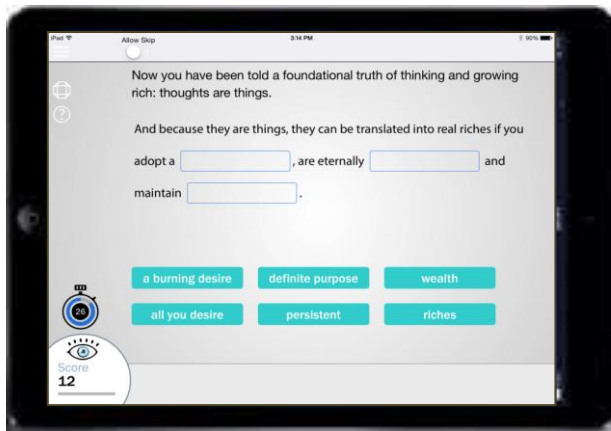 iPad
Allow Skip
3:14 PM
90%
Now you have been told a foundational truth of thinking and growing
rich: thoughts are things.
And because they are things, they can be translated into real riches if you
adopt a , are eternally and
maintain .
a burning desire definite purpose wealth
all you desire persistent riches
?
26
Score
12